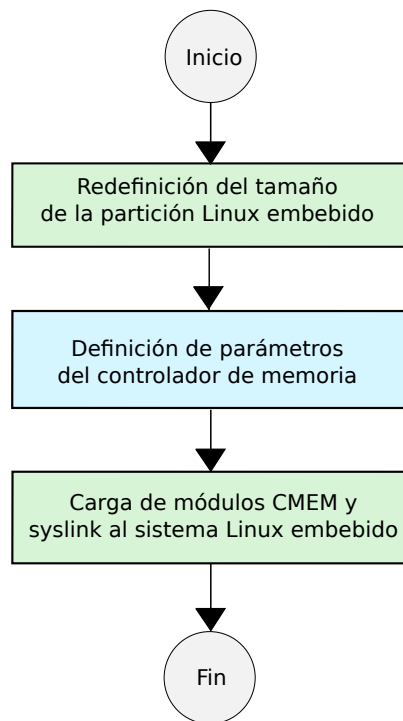 Inicio
Redefinición del tamaño
de la partición Linux embebido
Definición de parámetros
del controlador de memoria
Carga de módulos CMEM y
syslink al sistema Linux embebido
Fin